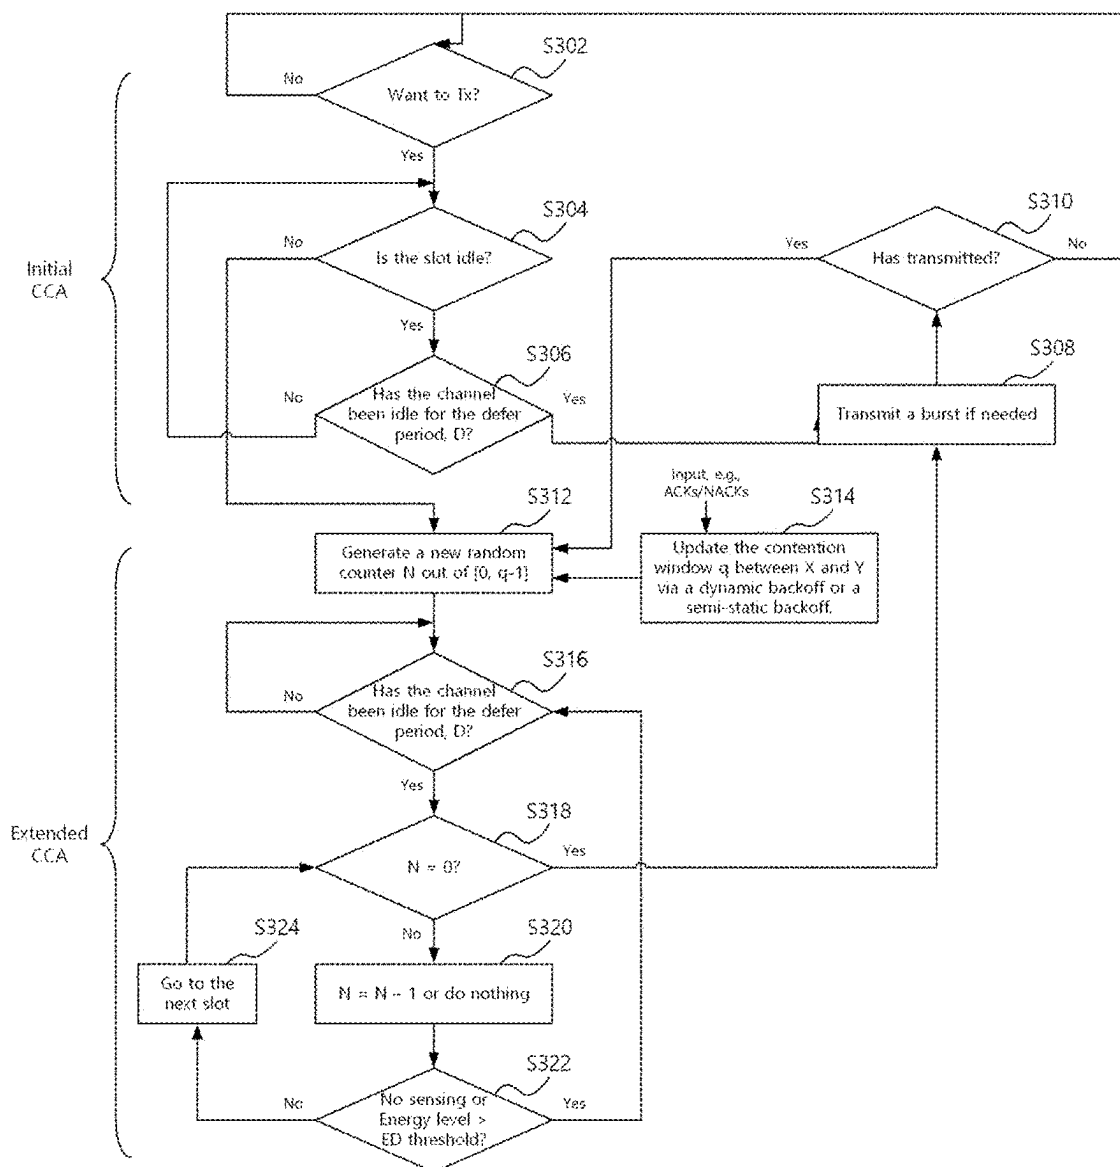 S302
No
Want to Tx?
Yes
S304
No
Is the slot idle?
Yes
S310
Yes
Has transmitted?
No
Initial
CCA
S306
No
Has the channel
been idle for the defer
period, D?
Yes
S308
Transmit a burst if needed
Input, e.g.,
ACKs/NACKs
S312
Generate a new random
counter N out of [0, q-1]
S314
Update the contention
window q between X and Y
via a dynamic backoff or a
semi-static backoff.
S316
No
Has the channel
been idle for the defer
period, D?
Yes
Extended
CCA
S318
N = 0?
Yes
No
S324
Go to the
next slot
S320
N = N - 1 or do nothing
S322
No
No sensing or
Energy level >
ED threshold?
Yes